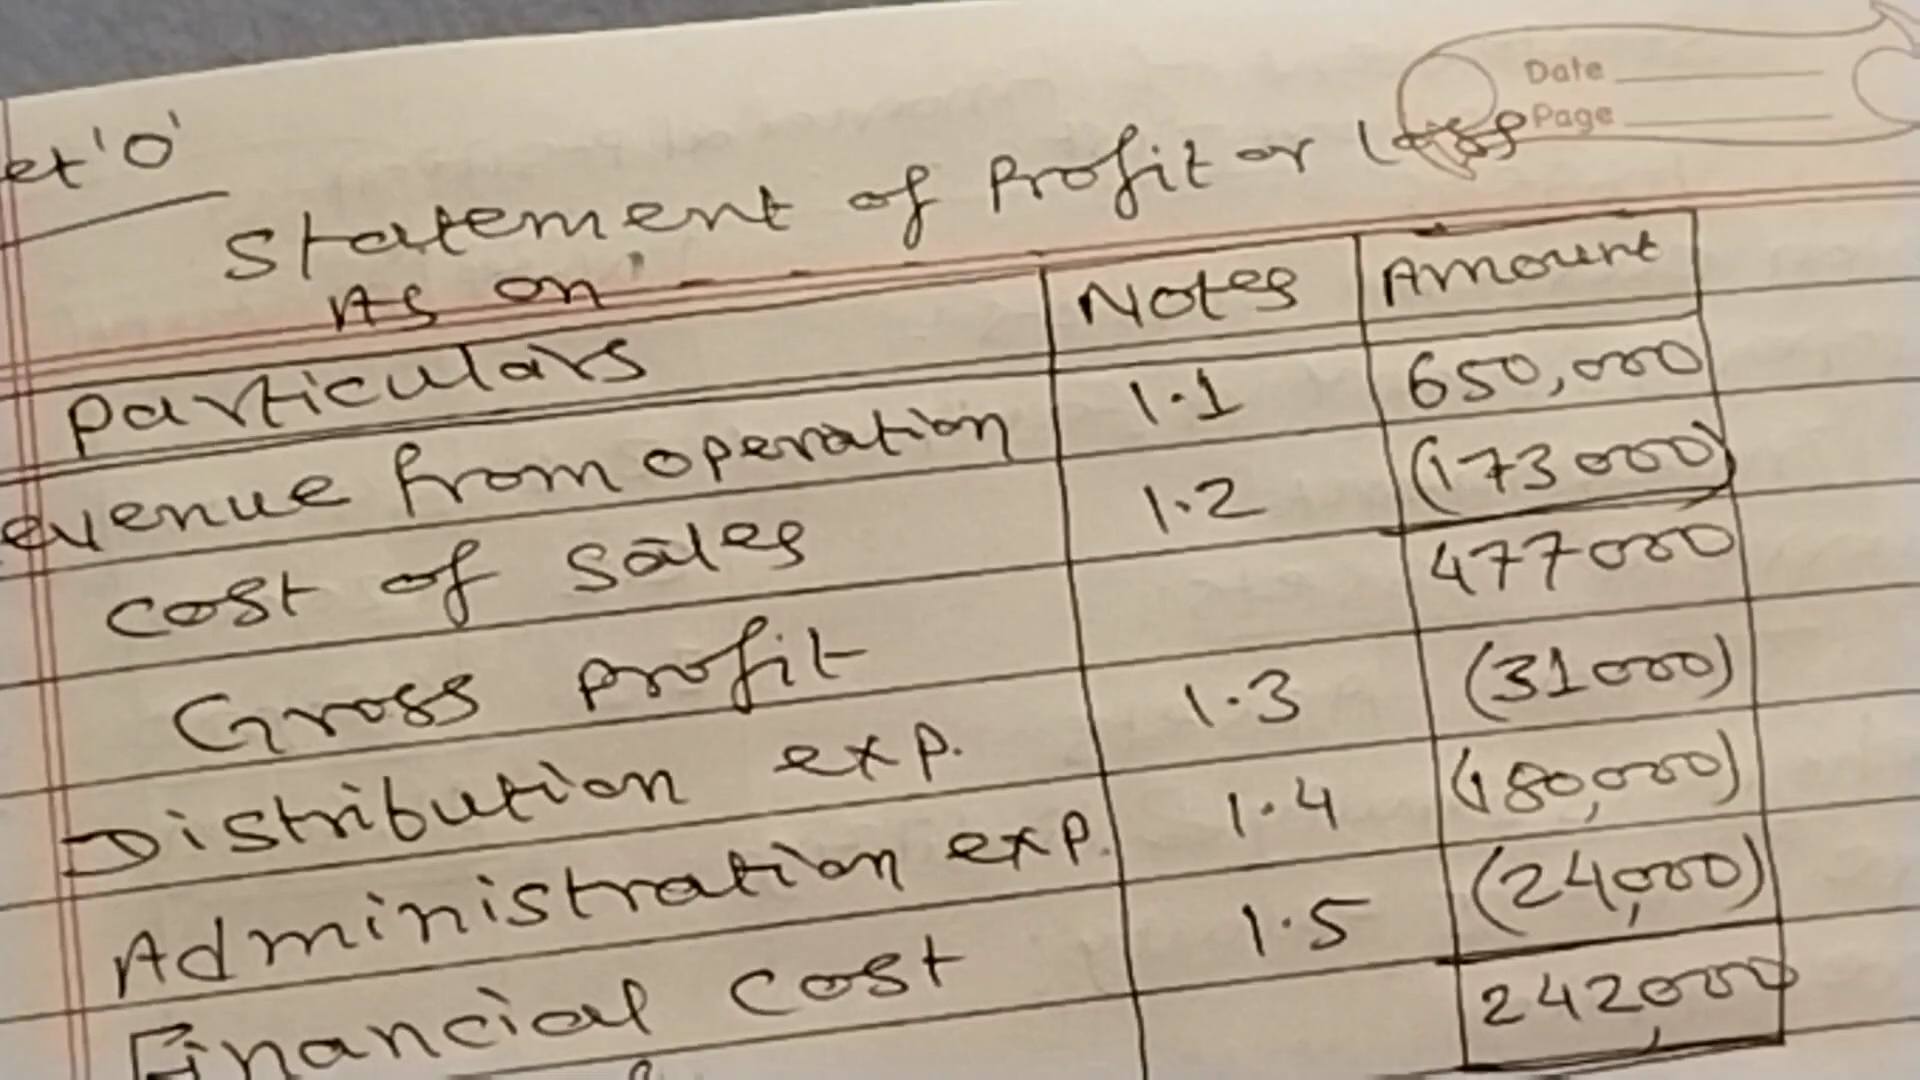 Date
Page
et 'O'
Statement of Profit or loss
As on
Particulars Notes Amount
evenue from operation 1.1 650,000
cost of sales 1.2 (173000)
Gross profit 477000
Distribution exp. 1.3 (31000)
Administration exp. 1.4 (180,000)
Financial cost 1.5 (24,000)
242,000